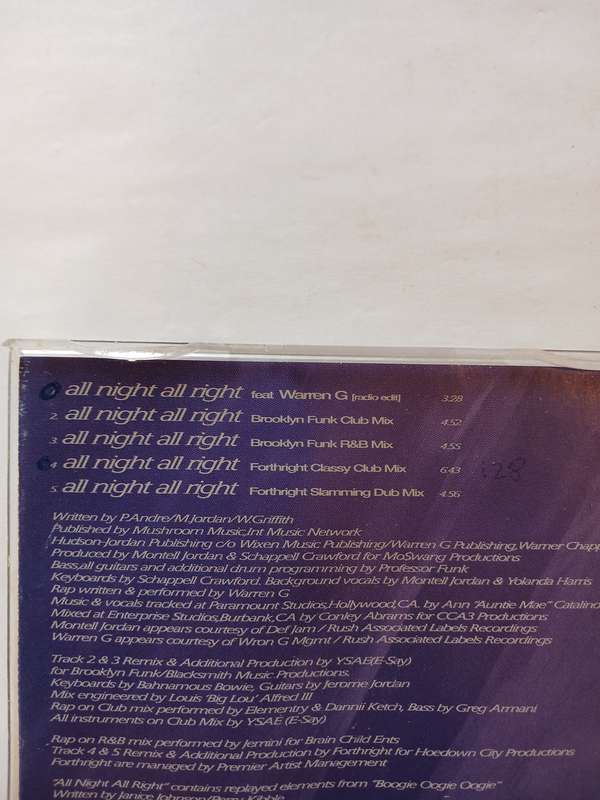 all night all right feat Warren G [radio edit] 3:28
2. all night all right Brooklyn Funk Club Mix 4:52
3. all night all right Brooklyn Funk R&B Mix 4:55
4 all night all right Forthright Classy Club Mix 6:43 :28
5. all night all right Forthright Slamming Dub Mix 4:56
Written by P.Andre/M.Jordan/W.Griffith
Published by Mushroom Music,Int Music Network
Hudson-Jordan Publishing c/o Wixen Music Publishing/Warren G Publishing,Warner Chapp
Produced by Montell Jordan & Schappell Crawford for MoSwang Productions
Bass,all guitars and additional drum programming by Professor Funk
Keyboards by Schappell Crawford. Background vocals by Montell Jordan & Yolanda Harris
Rap written & performed by Warren G
Music & vocals tracked at Paramount Studios,Hollywood,CA. by Ann "Auntie Mae" Catalino
Mixed at Enterprise Studios,Burbank,CA by Conley Abrams for CCA3 Productions
Montell Jordan appears courtesy of Def Jam / Rush Associated Labels Recordings
Warren G appears courtesy of Wron G Mgmt / Rush Associated Labels Recordings
Track 2 & 3 Remix & Additional Production by YSAE(E-Say)
for Brooklyn Funk/Blacksmith Music Productions.
Keyboards by Bahnamous Bowie, Guitars by Jerome Jordan
Mix engineered by Louis 'Big Lou' Alfred III
Rap on Club mix performed by Elementry & Dannii Ketch, Bass by Greg Armani
All instruments on Club Mix by YSAE (E-Say)
Rap on R&B mix performed by Jemini for Brain Child Ents
Track 4 & 5 Remix & Additional Production by Forthright for Hoedown City Productions
Forthright are managed by Premier Artist Management
"All Night All Right" contains replayed elements from "Boogie Oogie Oogie"
Written by Janice Johnson/Perry Kibble